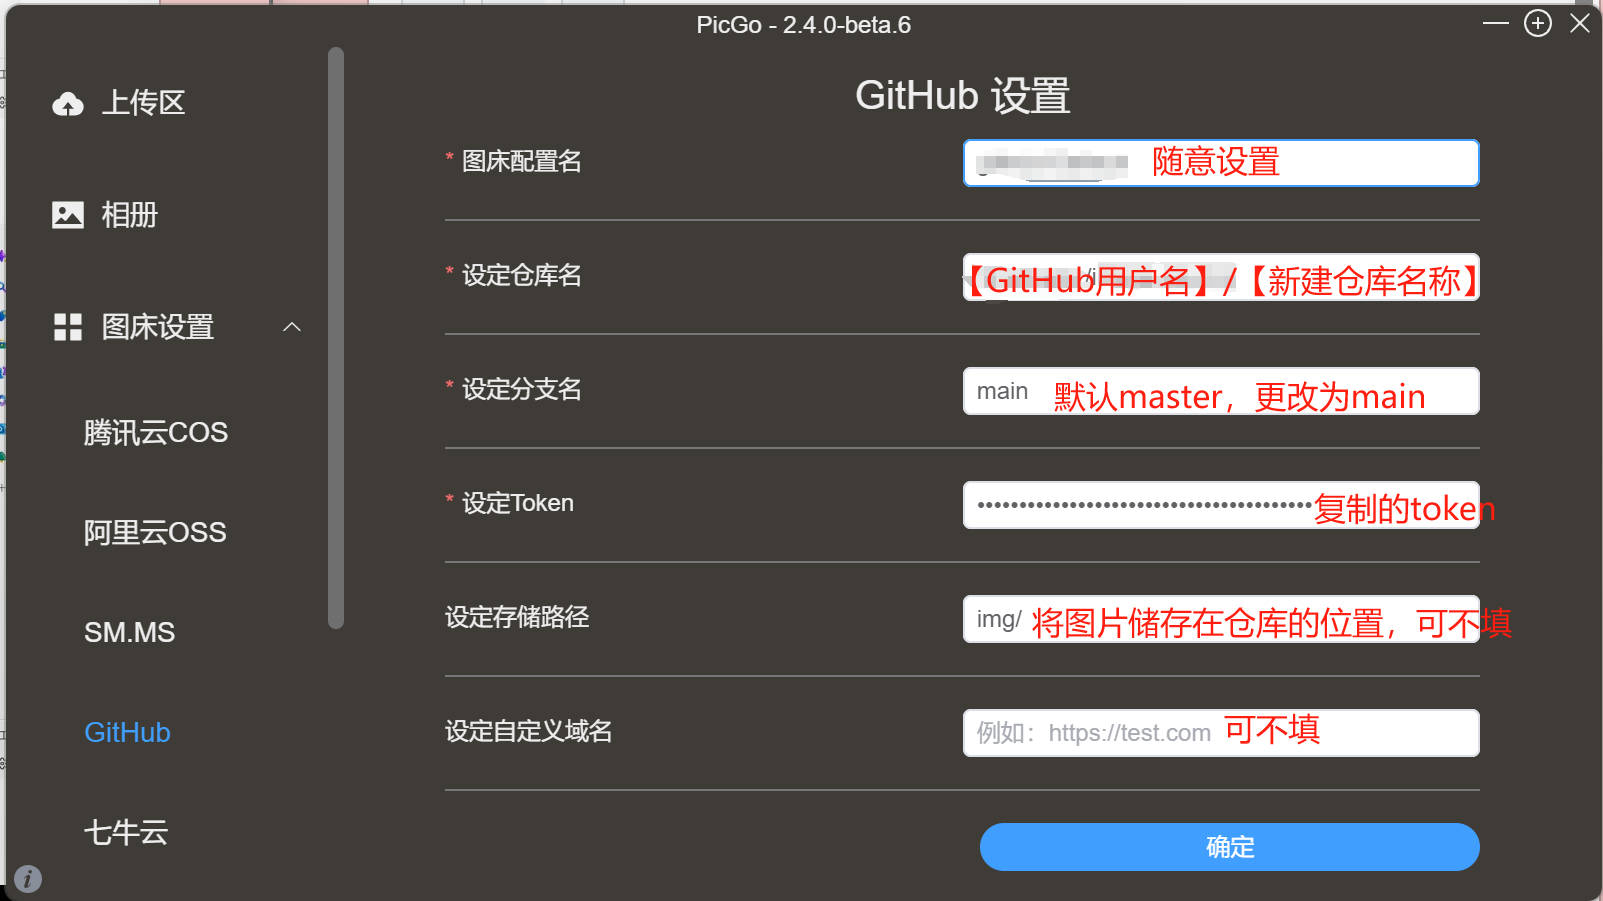 PicGo - 2.4.0-beta.6
上传区
相册
图床设置
腾讯云COS
阿里云OSS
SM.MS
GitHub
七牛云
GitHub 设置
* 图床配置名
随意设置
* 设定仓库名
【GitHub用户名】/【新建仓库名称】
* 设定分支名
main 默认master，更改为main
* 设定Token
复制的token
设定存储路径
img/ 将图片储存在仓库的位置，可不填
设定自定义域名
例如：https://test.com 可不填
确定